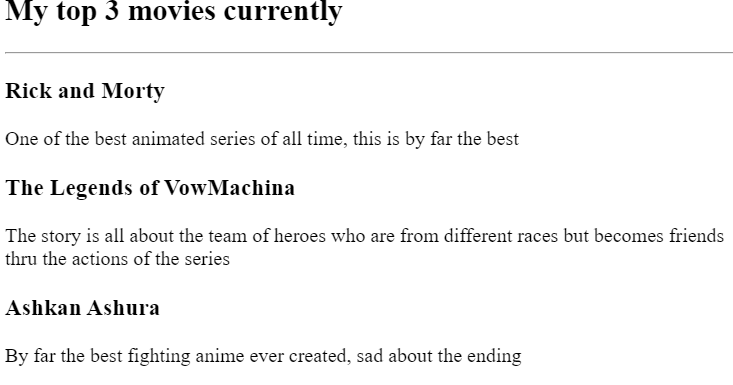 My top 3 movies currently
Rick and Morty
One of the best animated series of all time, this is by far the best
The Legends of VowMachina
The story is all about the team of heroes who are from different races but becomes friends
thru the actions of the series
Ashkan Ashura
By far the best fighting anime ever created, sad about the ending